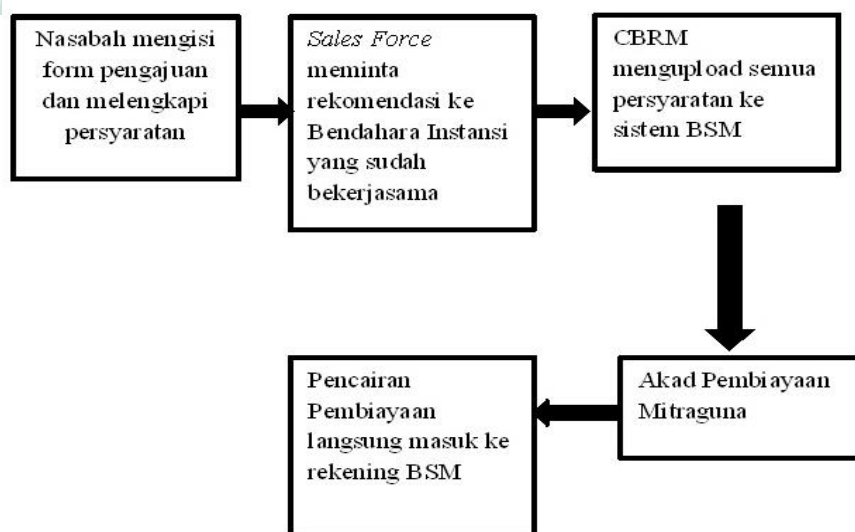 Nasabah mengisi
form pengajuan
dan melengkapi
persyaratan
Sales Force
meminta
rekomendasi ke
Bendahara Instansi
yang sudah
bekerjasama
CBRM
mengupload semua
persyaratan ke
sistem BSM
Akad Pembiayaan
Mitraguna
Pencairan
Pembiayaan
langsung masuk ke
rekening BSM